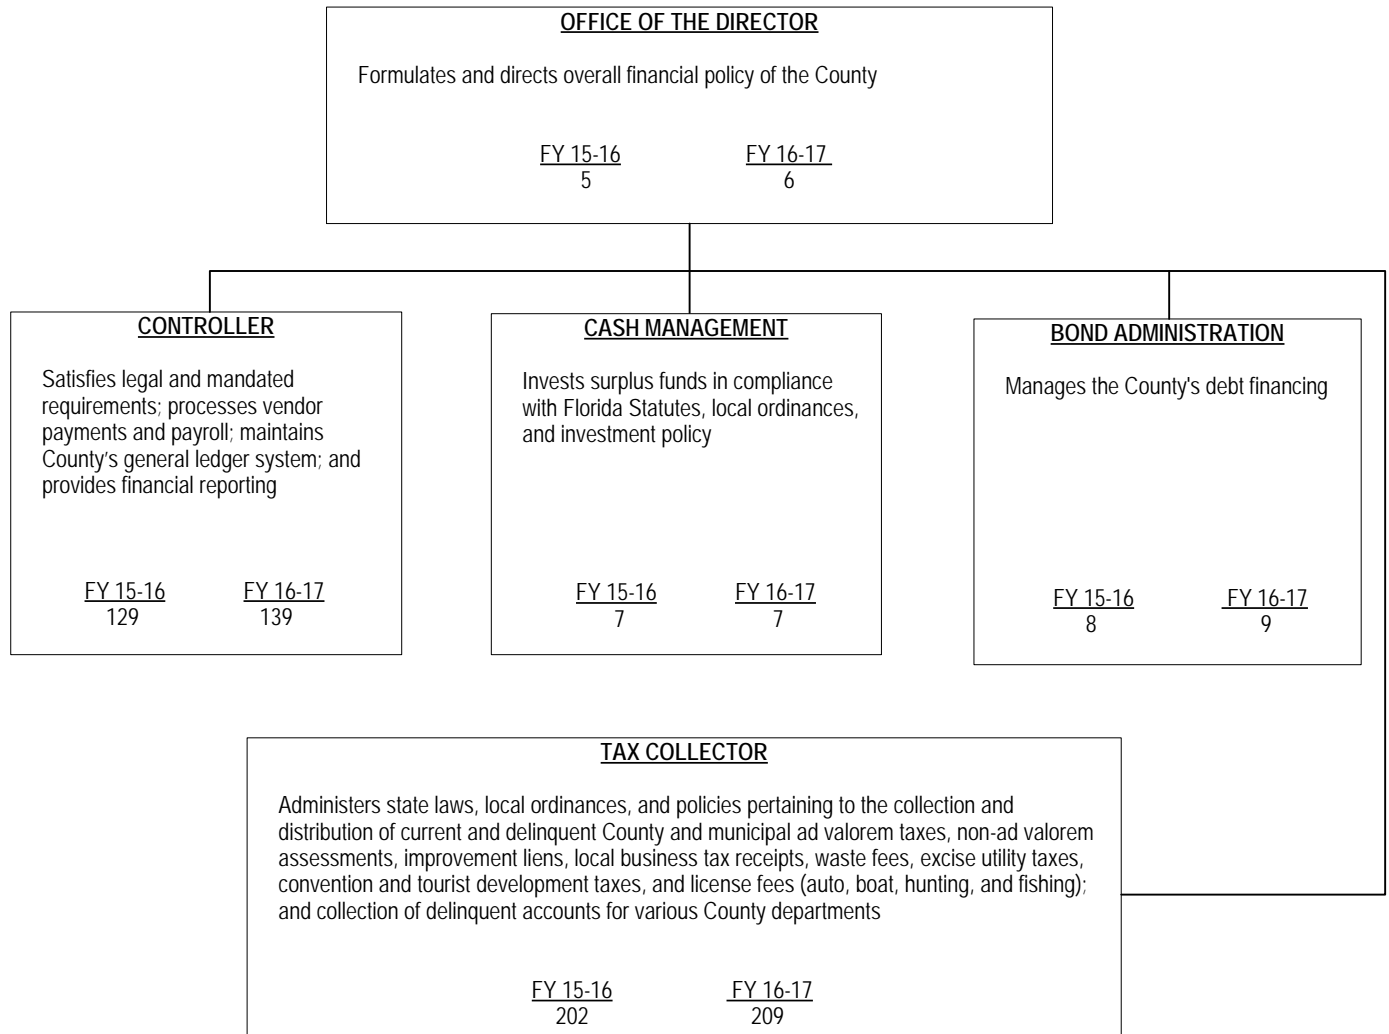 OFFICE OF THE DIRECTOR
Formulates and directs overall financial policy of the County
FY 15-16 FY 16-17
5 6
CONTROLLER
Satisfies legal and mandated
requirements; processes vendor
payments and payroll; maintains
County's general ledger system; and
provides financial reporting
FY 15-16 FY 16-17
129 139
CASH MANAGEMENT
Invests surplus funds in compliance
with Florida Statutes, local ordinances,
and investment policy
FY 15-16 FY 16-17
7 7
BOND ADMINISTRATION
Manages the County's debt financing
FY 15-16 FY 16-17
8 9
TAX COLLECTOR
Administers state laws, local ordinances, and policies pertaining to the collection and
distribution of current and delinquent County and municipal ad valorem taxes, non-ad valorem
assessments, improvement liens, local business tax receipts, waste fees, excise utility taxes,
convention and tourist development taxes, and license fees (auto, boat, hunting, and fishing);
and collection of delinquent accounts for various County departments
FY 15-16 FY 16-17
202 209